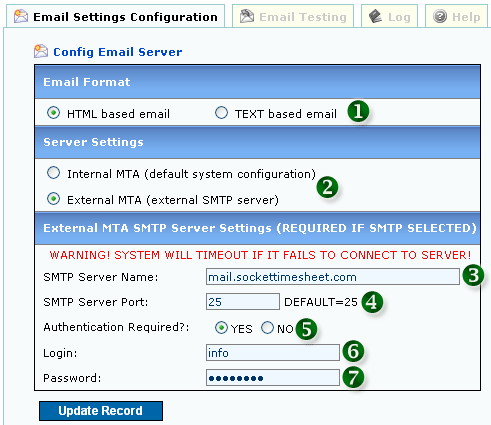 Email Settings Configuration Email Testing Log Help
Config Email Server
Email Format
HTML based email TEXT based email 1
Server Settings
Internal MTA (default system configuration)
2
External MTA (external SMTP server)
External MTA SMTP Server Settings (REQUIRED IF SMTP SELECTED)
WARNING! SYSTEM WILL TIMEOUT IF IT FAILS TO CONNECT TO SERVER!
SMTP Server Name: mail.sockettimesheet.com 3
SMTP Server Port: 25 DEFAULT=25 4
Authentication Required?: YES NO 5
Login: info 6
Password: ●●●●●●●● 7
Update Record